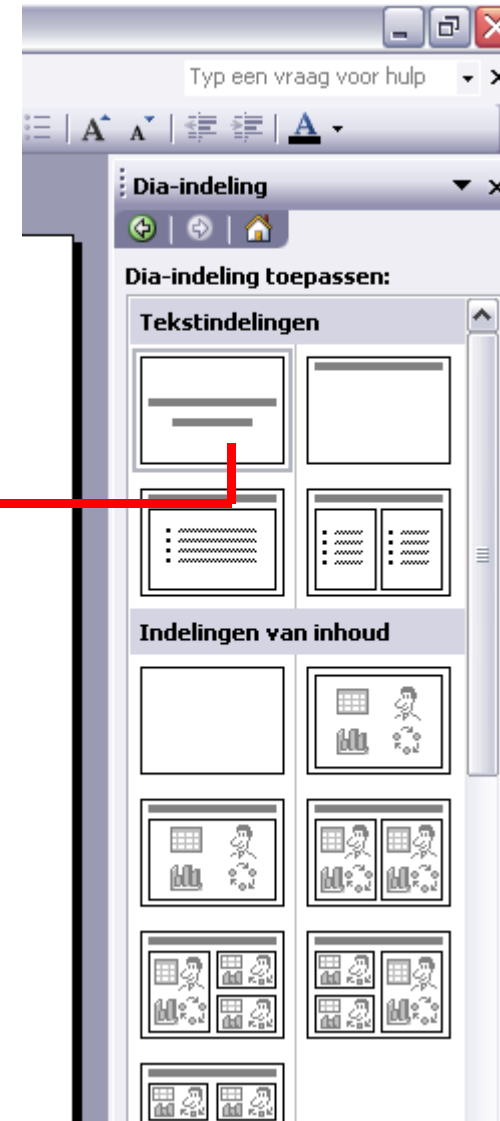 Typ een vraag voor hulp
A A A
Dia-indeling
Dia-indeling toepassen:
Tekstindelingen
Indelingen van inhoud